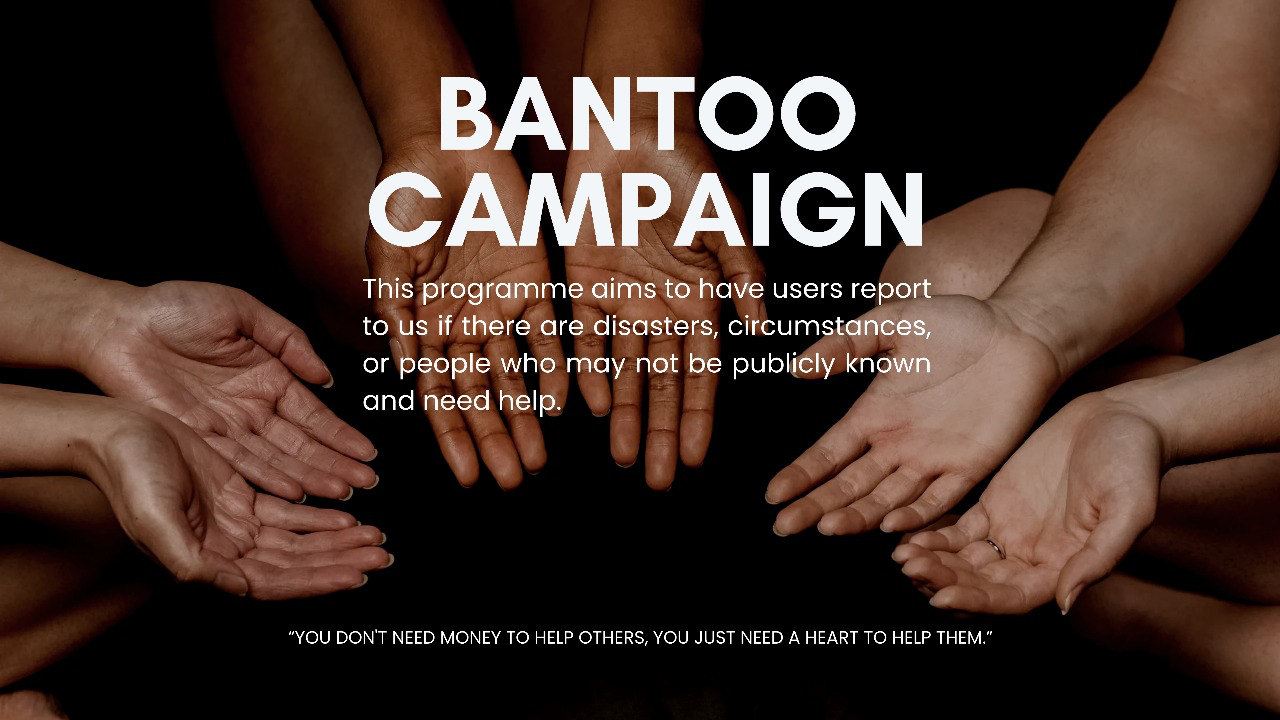 BANTOO
CAMPAIGN
This programme aims to have users report
to us if there are disasters, circumstances,
or people who may not be publicly known
and need help.
“YOU DON'T NEED MONEY TO HELP OTHERS, YOU JUST NEED A HEART TO HELP THEM.”